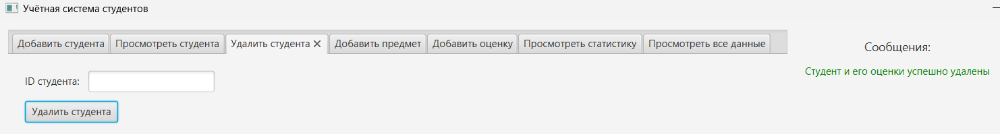 Учётная система студентов
Добавить студента Просмотреть студента Удалить студента Добавить предмет Добавить оценку Просмотреть статистику Просмотреть все данные
Сообщения:
Студент и его оценки успешно удалены
ID студента:
Удалить студента